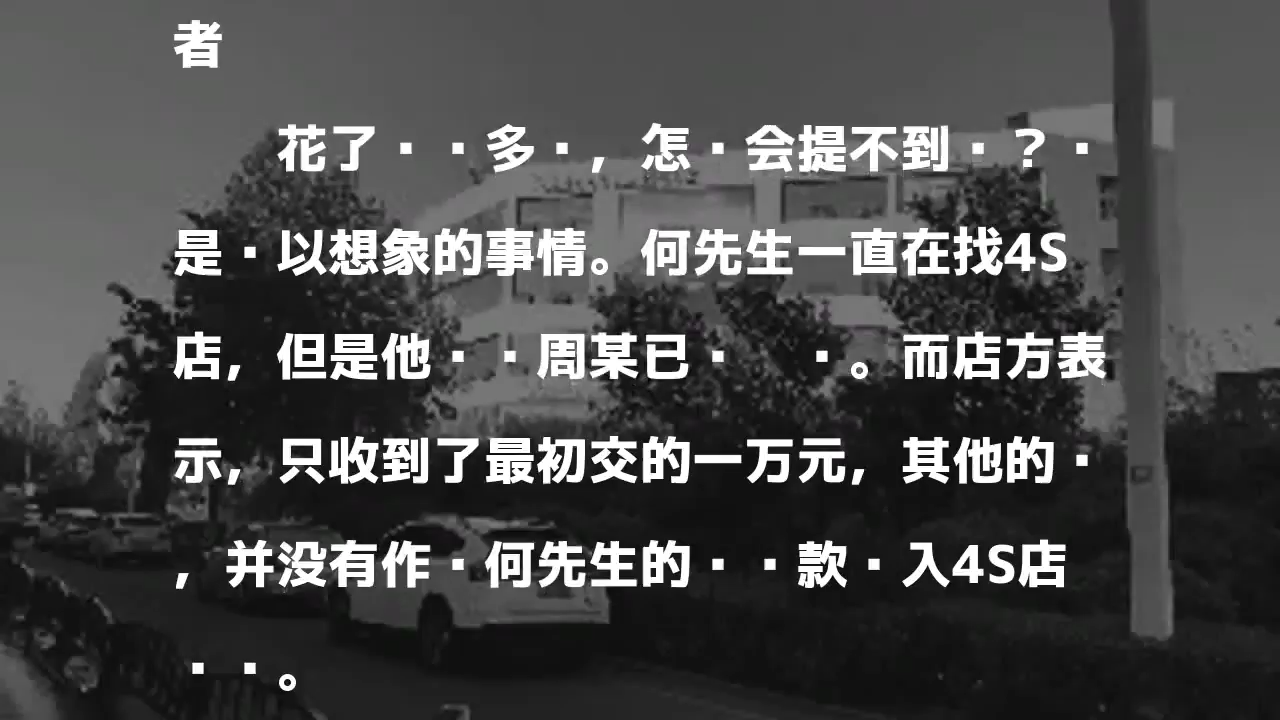 者
花了··多·，怎·会提不到·？·
是·以想象的事情。何先生一直在找4S
店，但是他··周某已· ·。而店方表
示，只收到了最初交的一万元，其他的·
，并没有作·何先生的··款·入4S店
··。